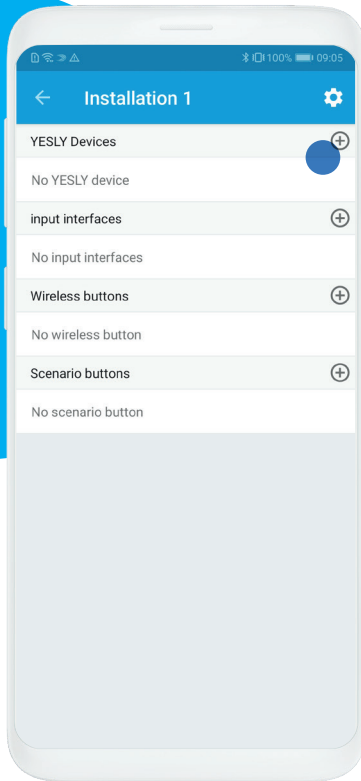 100% 09:05
Installation 1
YESLY Devices
No YESLY device
input interfaces
No input interfaces
Wireless buttons
No wireless button
Scenario buttons
No scenario button